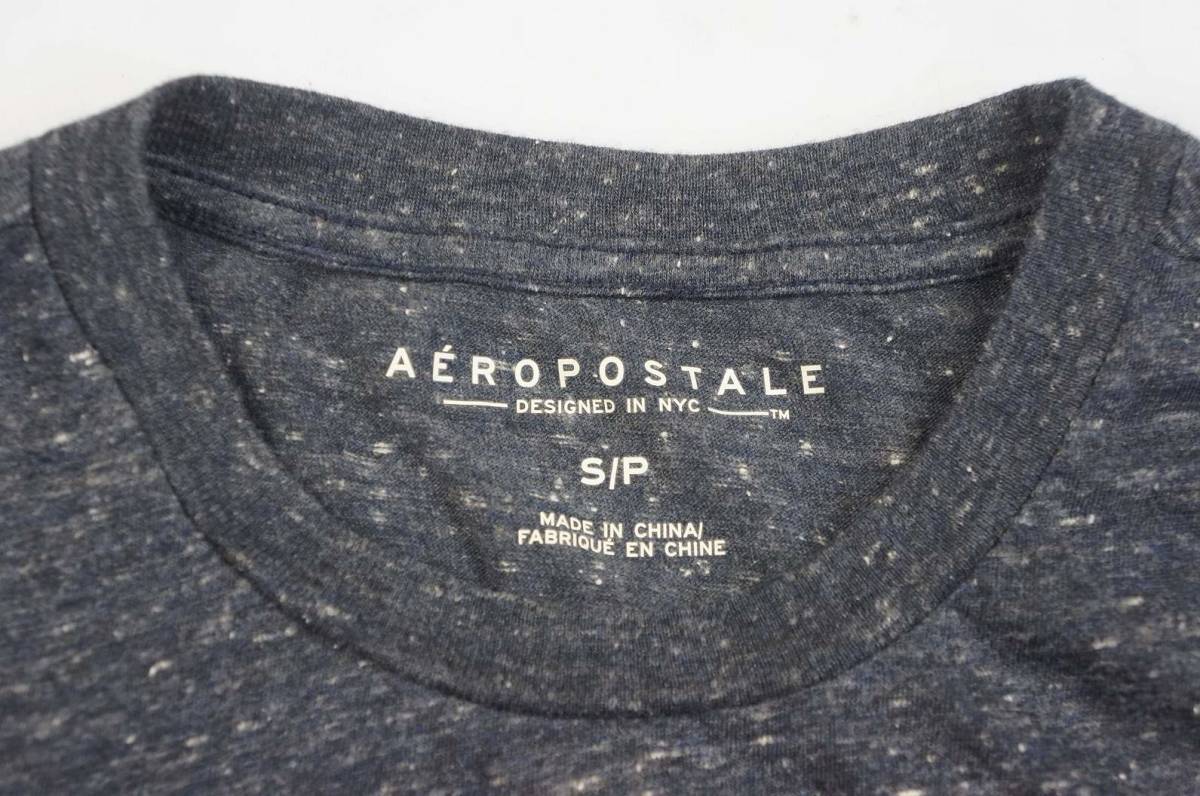 AÉROPOSTALE
DESIGNED IN NYC ™
S/P
MADE IN CHINA/
FABRIQUÉ EN CHINE